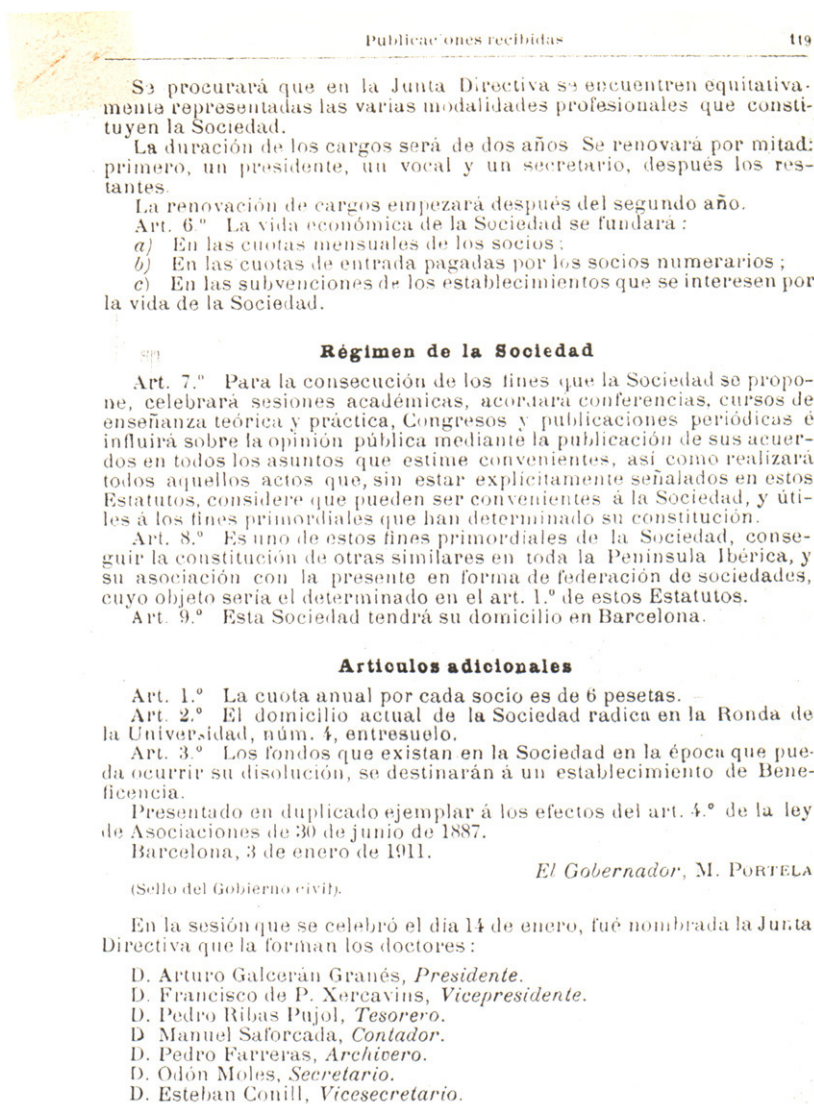 Publicaciones recibidas 119
Se procurará que en la Junta Directiva se encuentren equitativa-
mente representadas las varias modalidades profesionales que consti-
tuyen la Sociedad.
La duración de los cargos será de dos años Se renovará por mitad:
primero, un presidente, un vocal y un secretario, después los res-
tantes.
La renovación de cargos empezará después del segundo año.
Art. 6.º La vida económica de la Sociedad se fundará :
a) En las cuotas mensuales de los socios ;
b) En las cuotas de entrada pagadas por los socios numerarios ;
c) En las subvenciones de los establecimientos que se interesen por
la vida de la Sociedad.
Régimen de la Sociedad
Art. 7.º Para la consecución de los fines que la Sociedad se propo-
ne, celebrará sesiones académicas, acordará conferencias, cursos de
enseñanza teórica y práctica, Congresos y publicaciones periódicas é
influirá sobre la opinión pública mediante la publicación de sus acuer-
dos en todos los asuntos que estime convenientes, así como realizará
todos aquellos actos que, sin estar explícitamente señalados en estos
Estatutos, considere que pueden ser convenientes á la Sociedad, y úti-
les á los fines primordiales que han determinado su constitución.
Art. 8.º Es uno de estos fines primordiales de la Sociedad, conse-
guir la constitución de otras similares en toda la Península Ibérica, y
su asociación con la presente en forma de federación de sociedades,
cuyo objeto sería el determinado en el art. 1.º de estos Estatutos.
Art. 9.º Esta Sociedad tendrá su domicilio en Barcelona.
Artículos adicionales
Art. 1.º La cuota anual por cada socio es de 6 pesetas.
Art. 2.º El domicilio actual de la Sociedad radica en la Ronda de
la Universidad, núm. 4, entresuelo.
Art. 3.º Los fondos que existan en la Sociedad en la época que pue-
da ocurrir su disolución, se destinarán á un establecimiento de Bene-
ficencia.
Presentado en duplicado ejemplar á los efectos del art. 4.º de la ley
de Asociaciones de 30 de junio de 1887.
Barcelona, 3 de enero de 1911.
El Gobernador, M. PORTELA
(Sello del Gobierno civil).
En la sesión que se celebró el día 14 de enero, fué nombrada la Junta
Directiva que la forman los doctores :
D. Arturo Galcerán Granés, Presidente.
D. Francisco de P. Xercavins, Vicepresidente.
D. Pedro Ribas Pujol, Tesorero.
D Manuel Saforcada, Contador.
D. Pedro Farreras, Archivero.
D. Odón Moles, Secretario.
D. Esteban Conill, Vicesecretario.